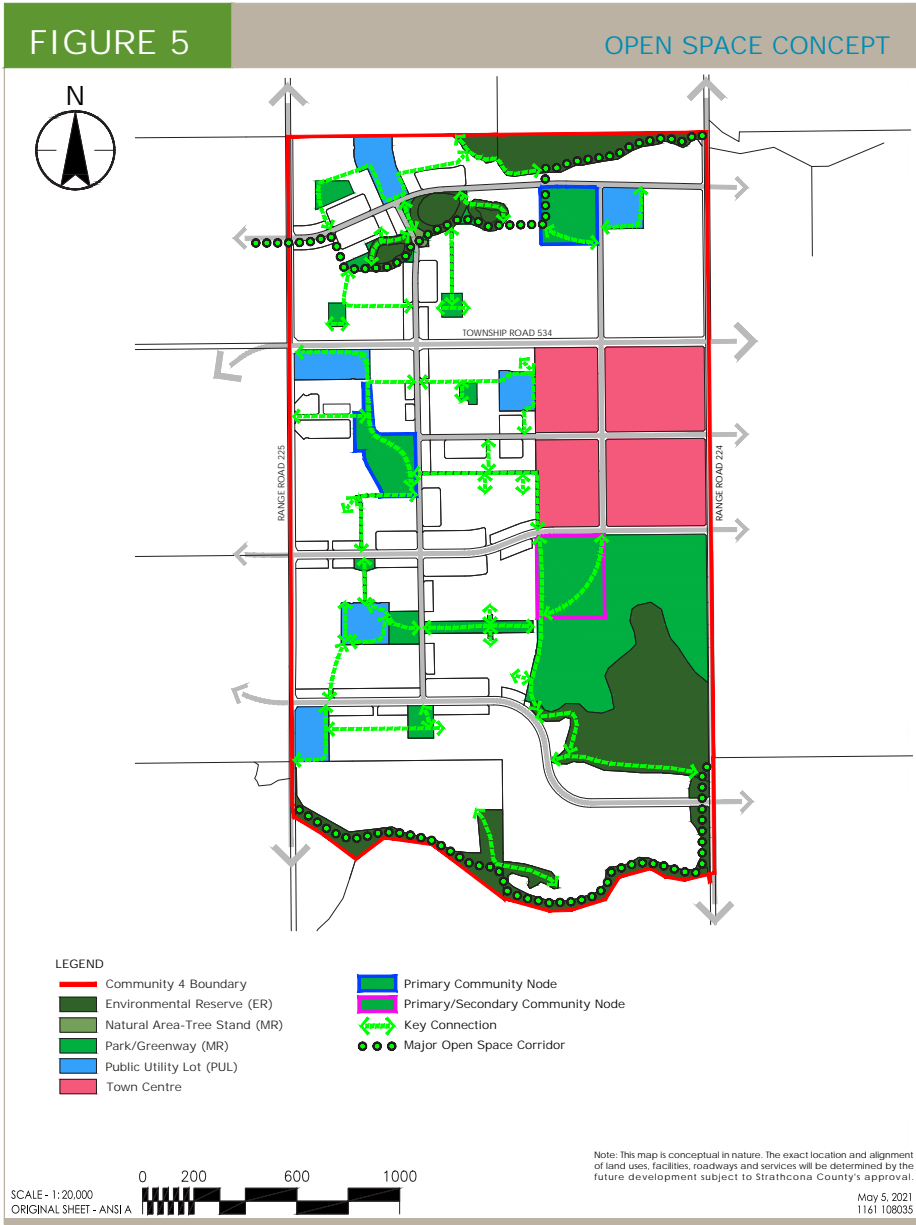 FIGURE 5
OPEN SPACE CONCEPT
N
TOWNSHIP ROAD 534
RANGE ROAD 225
RANGE ROAD 224
LEGEND
Community 4 Boundary
Environmental Reserve (ER)
Natural Area-Tree Stand (MR)
Park/Greenway (MR)
Public Utility Lot (PUL)
Town Centre
Primary Community Node
Primary/Secondary Community Node
Key Connection
Major Open Space Corridor
0 200 600 1000
SCALE - 1:20,000
ORIGINAL SHEET - ANSI A
Note: This map is conceptual in nature. The exact location and alignment
of land uses, facilities, roadways and services will be determined by the
future development subject to Strathcona County's approval.
May 5, 2021
1161 108035